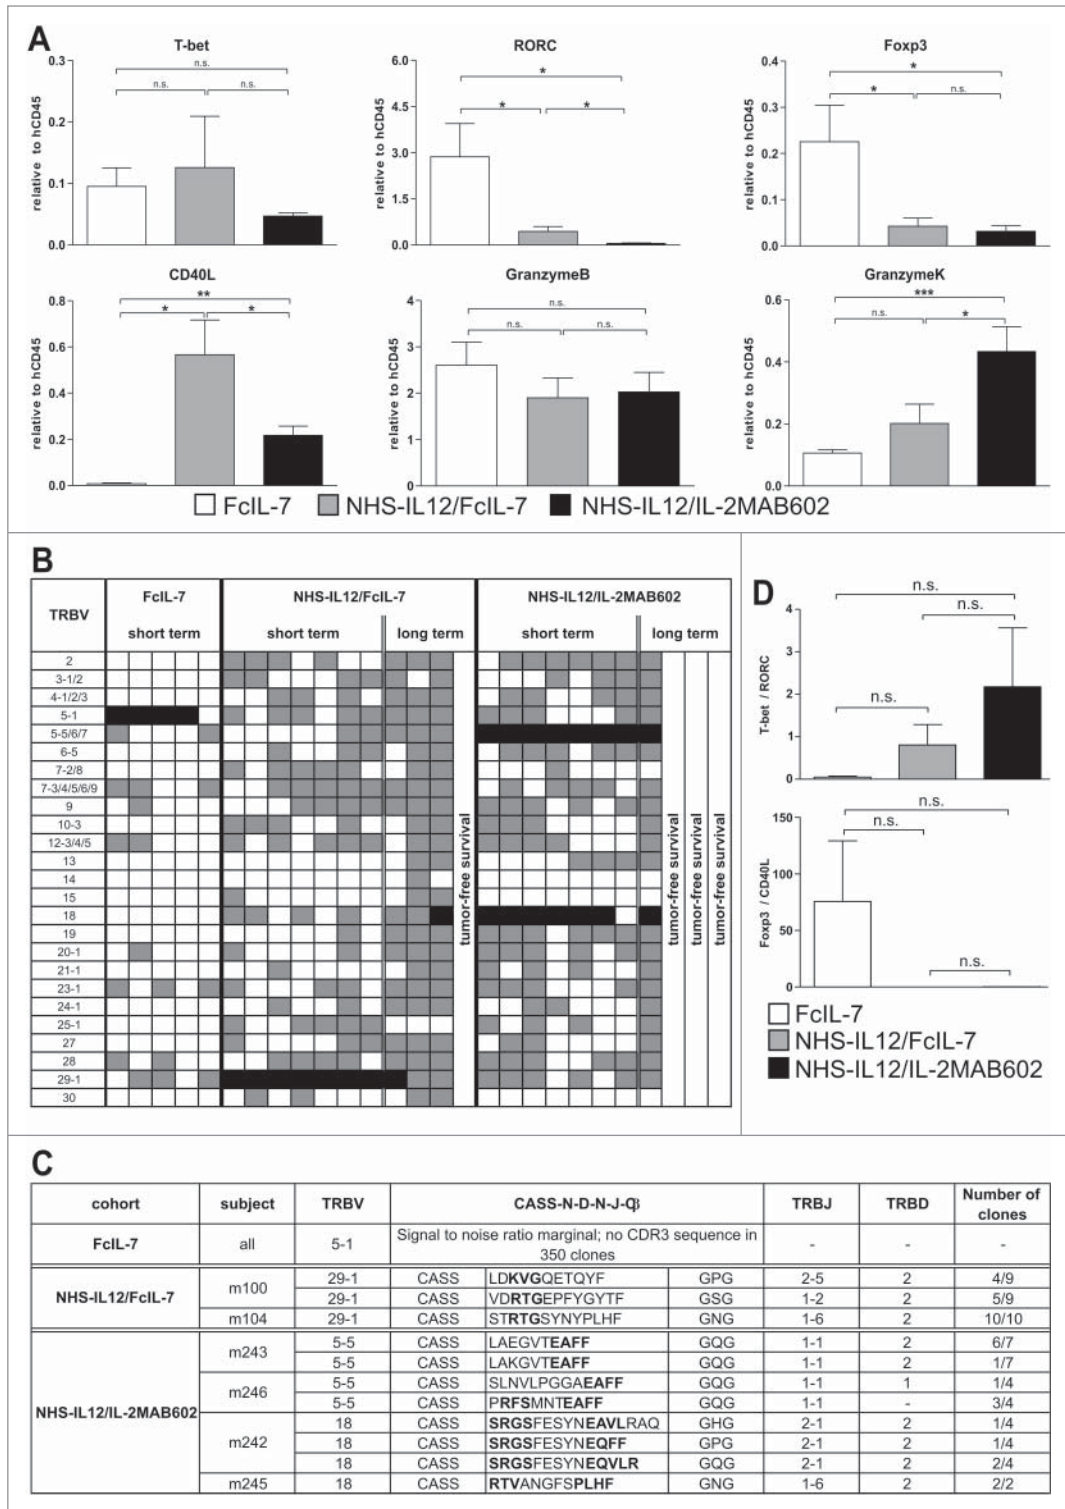 A
T-bet
RORC
Foxp3
relative to hCD45
0.3
0.2
0.1
0.0
n.s.
n.s.
n.s.
relative to hCD45
6.0
4.5
3.0
1.5
0.0
*
*
*
relative to hCD45
0.4
0.3
0.2
0.1
0.0
*
*
n.s.
CD40L
GranzymeB
GranzymeK
relative to hCD45
0.8
0.6
0.4
0.2
0.0
**
*
*
relative to hCD45
4
3
2
1
0
n.s.
n.s.
n.s.
relative to hCD45
0.6
0.4
0.2
0.0
***
n.s.
*
FcIL-7 NHS-IL12/FcIL-7 NHS-IL12/IL-2MAB602
B
TRBV FcIL-7 NHS-IL12/FcIL-7 NHS-IL12/IL-2MAB602
short term short term long term short term long term
2
3-1/2
4-1/2/3
5-1
5-5/6/7
6-5
7-2/8
7-3/4/5/6/9
9
10-3
12-3/4/5
13
14
15
18
19
20-1
21-1
23-1
24-1
25-1
27
28
29-1
30
tumor-free survival
tumor-free survival
tumor-free survival
tumor-free survival
D
T-bet / RORC
4
3
2
1
0
n.s.
n.s.
n.s.
Foxp3 / CD40L
150
100
50
0
n.s.
n.s.
n.s.
FcIL-7
NHS-IL12/FcIL-7
NHS-IL12/IL-2MAB602
C
cohort subject TRBV CASS-N-D-N-J-Cβ TRBJ TRBD Number of clones
FcIL-7 all 5-1 Signal to noise ratio marginal; no CDR3 sequence in 350 clones - - -
NHS-IL12/FcIL-7 m100 29-1 CASS LDKVGQETQYF GPG 2-5 2 4/9
29-1 CASS VDRTGEPFYGYTF GSG 1-2 2 5/9
m104 29-1 CASS STRTGSYNYPLHF GNG 1-6 2 10/10
NHS-IL12/IL-2MAB602 m243 5-5 CASS LAEGVTEAFF GQG 1-1 2 6/7
5-5 CASS LAKGVTEAFF GQG 1-1 2 1/7
m246 5-5 CASS SLNVLPGGAEAFF GQG 1-1 1 1/4
5-5 CASS PRFSMNTEAFF GQG 1-1 - 3/4
m242 18 CASS SRGSFESYNEAVLRAQ GHG 2-1 2 1/4
18 CASS SRGSFESYNEQFF GPG 2-1 2 1/4
18 CASS SRGSFESYNEQVLR GQG 2-1 2 2/4
m245 18 CASS RTVANGFSPLHF GNG 1-6 2 2/2